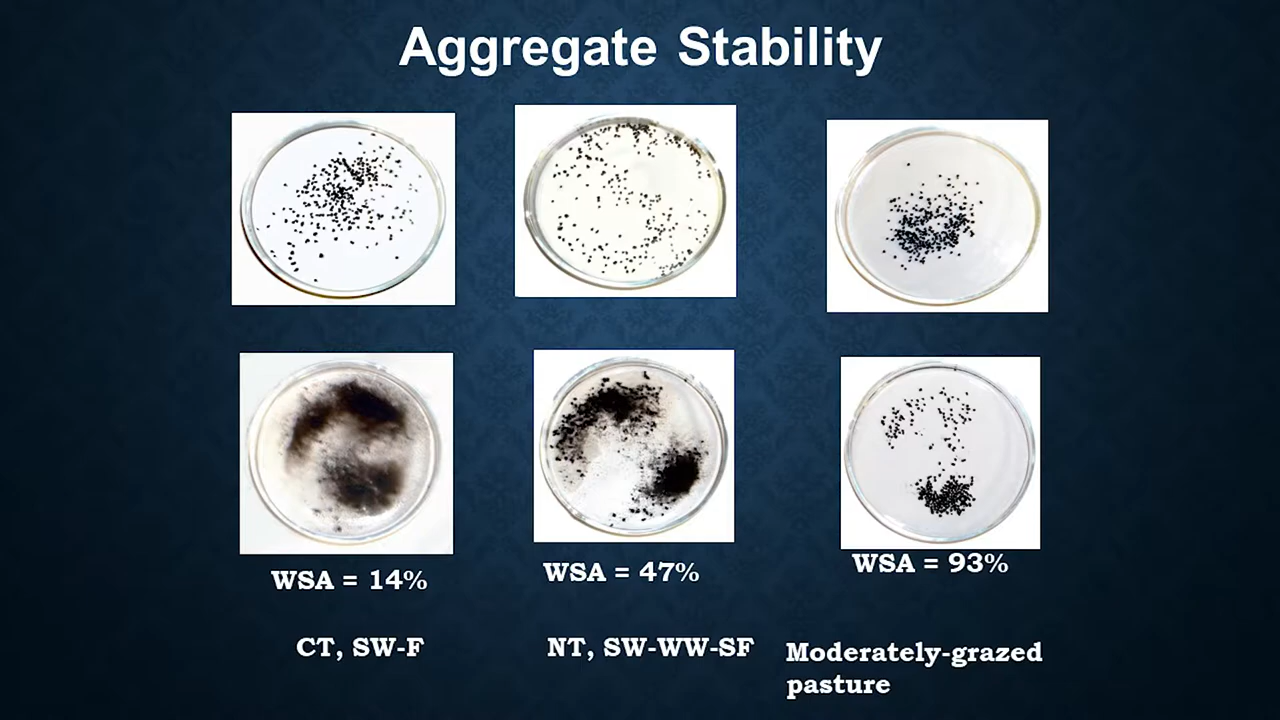 Aggregate Stability
WSA = 14%
WSA = 47%
WSA = 93%
CT, SW-F
NT, SW-WW-SF
Moderately-grazed
pasture